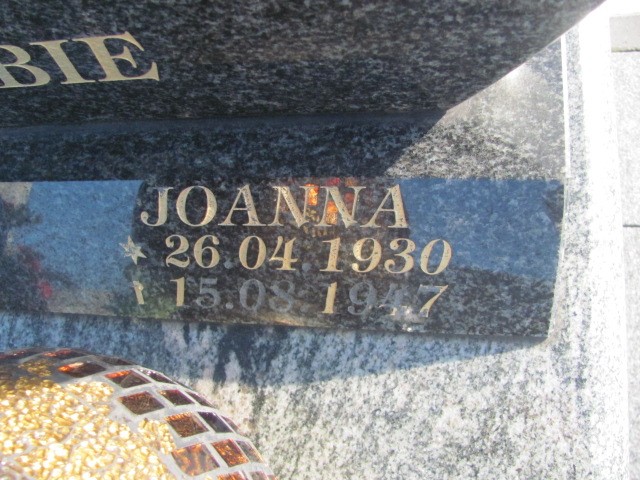 BIE
JOANNA
* 26.04.1930
† 15.08.1947